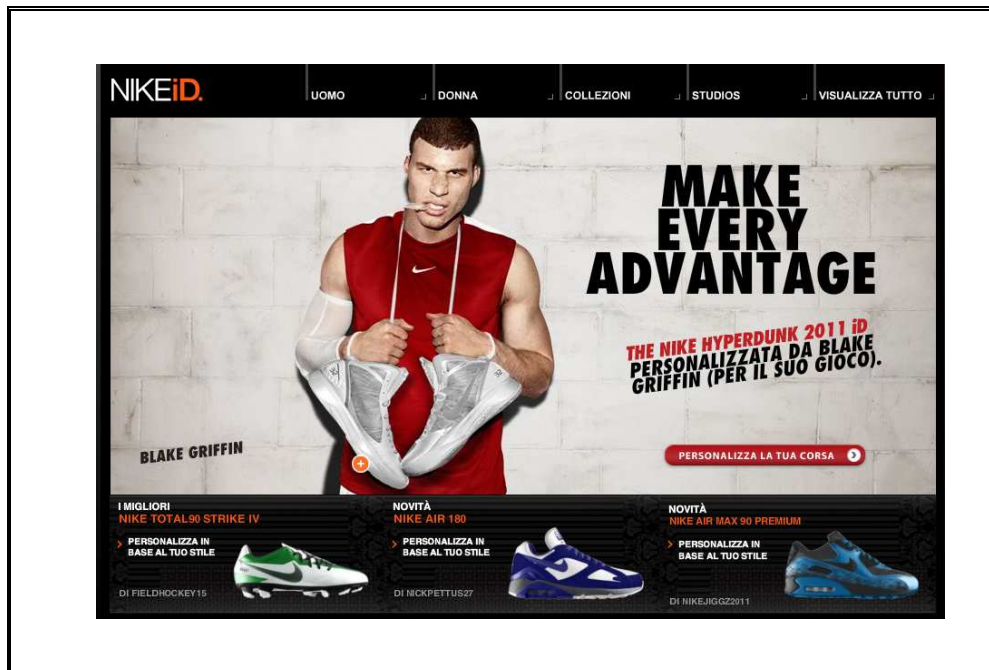 NIKEiD.
UOMO
DONNA
COLLEZIONI
STUDIOS
VISUALIZZA TUTTO
MAKE
EVERY
ADVANTAGE
THE NIKE HYPERDUNK 2011 iD
PERSONALIZZATA DA BLAKE
GRIFFIN (PER IL SUO GIOCO).
BLAKE GRIFFIN
PERSONALIZZA LA TUA CORSA
I MIGLIORI
NIKE TOTAL90 STRIKE IV
PERSONALIZZA IN
BASE AL TUO STILE
DI FIELDHOCKEY15
NOVITÀ
NIKE AIR 180
PERSONALIZZA IN
BASE AL TUO STILE
DI NICKPETTUS27
NOVITÀ
NIKE AIR MAX 90 PREMIUM
PERSONALIZZA IN
BASE AL TUO STILE
DI NIKEJIGGZ2011